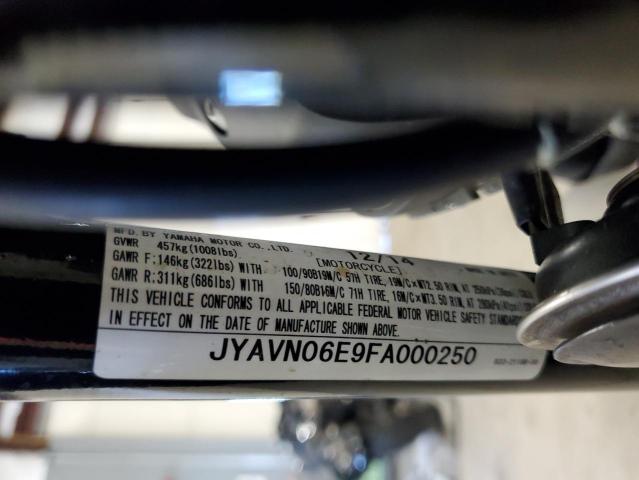 MFD. BY YAMAHA MOTOR CO., LTD. 12/14
GVWR 457kg(1008lbs) [MOTORCYCLE]
GAWR F:146kg(322lbs) WITH 100/90B19M/C 57H TIRE, 19M/C×MT2.50 RIM, AT
GAWR R:311kg(686lbs) WITH 150/80B16M/C 71H TIRE, 16M/C×MT3.50 RIM, AT
THIS VEHICLE CONFORMS TO ALL APPLICABLE FEDERAL MOTOR VEHICLE SAFETY
IN EFFECT ON THE DATE OF MANUFACTURE SHOWN ABOVE.
JYAVN06E9FA000250